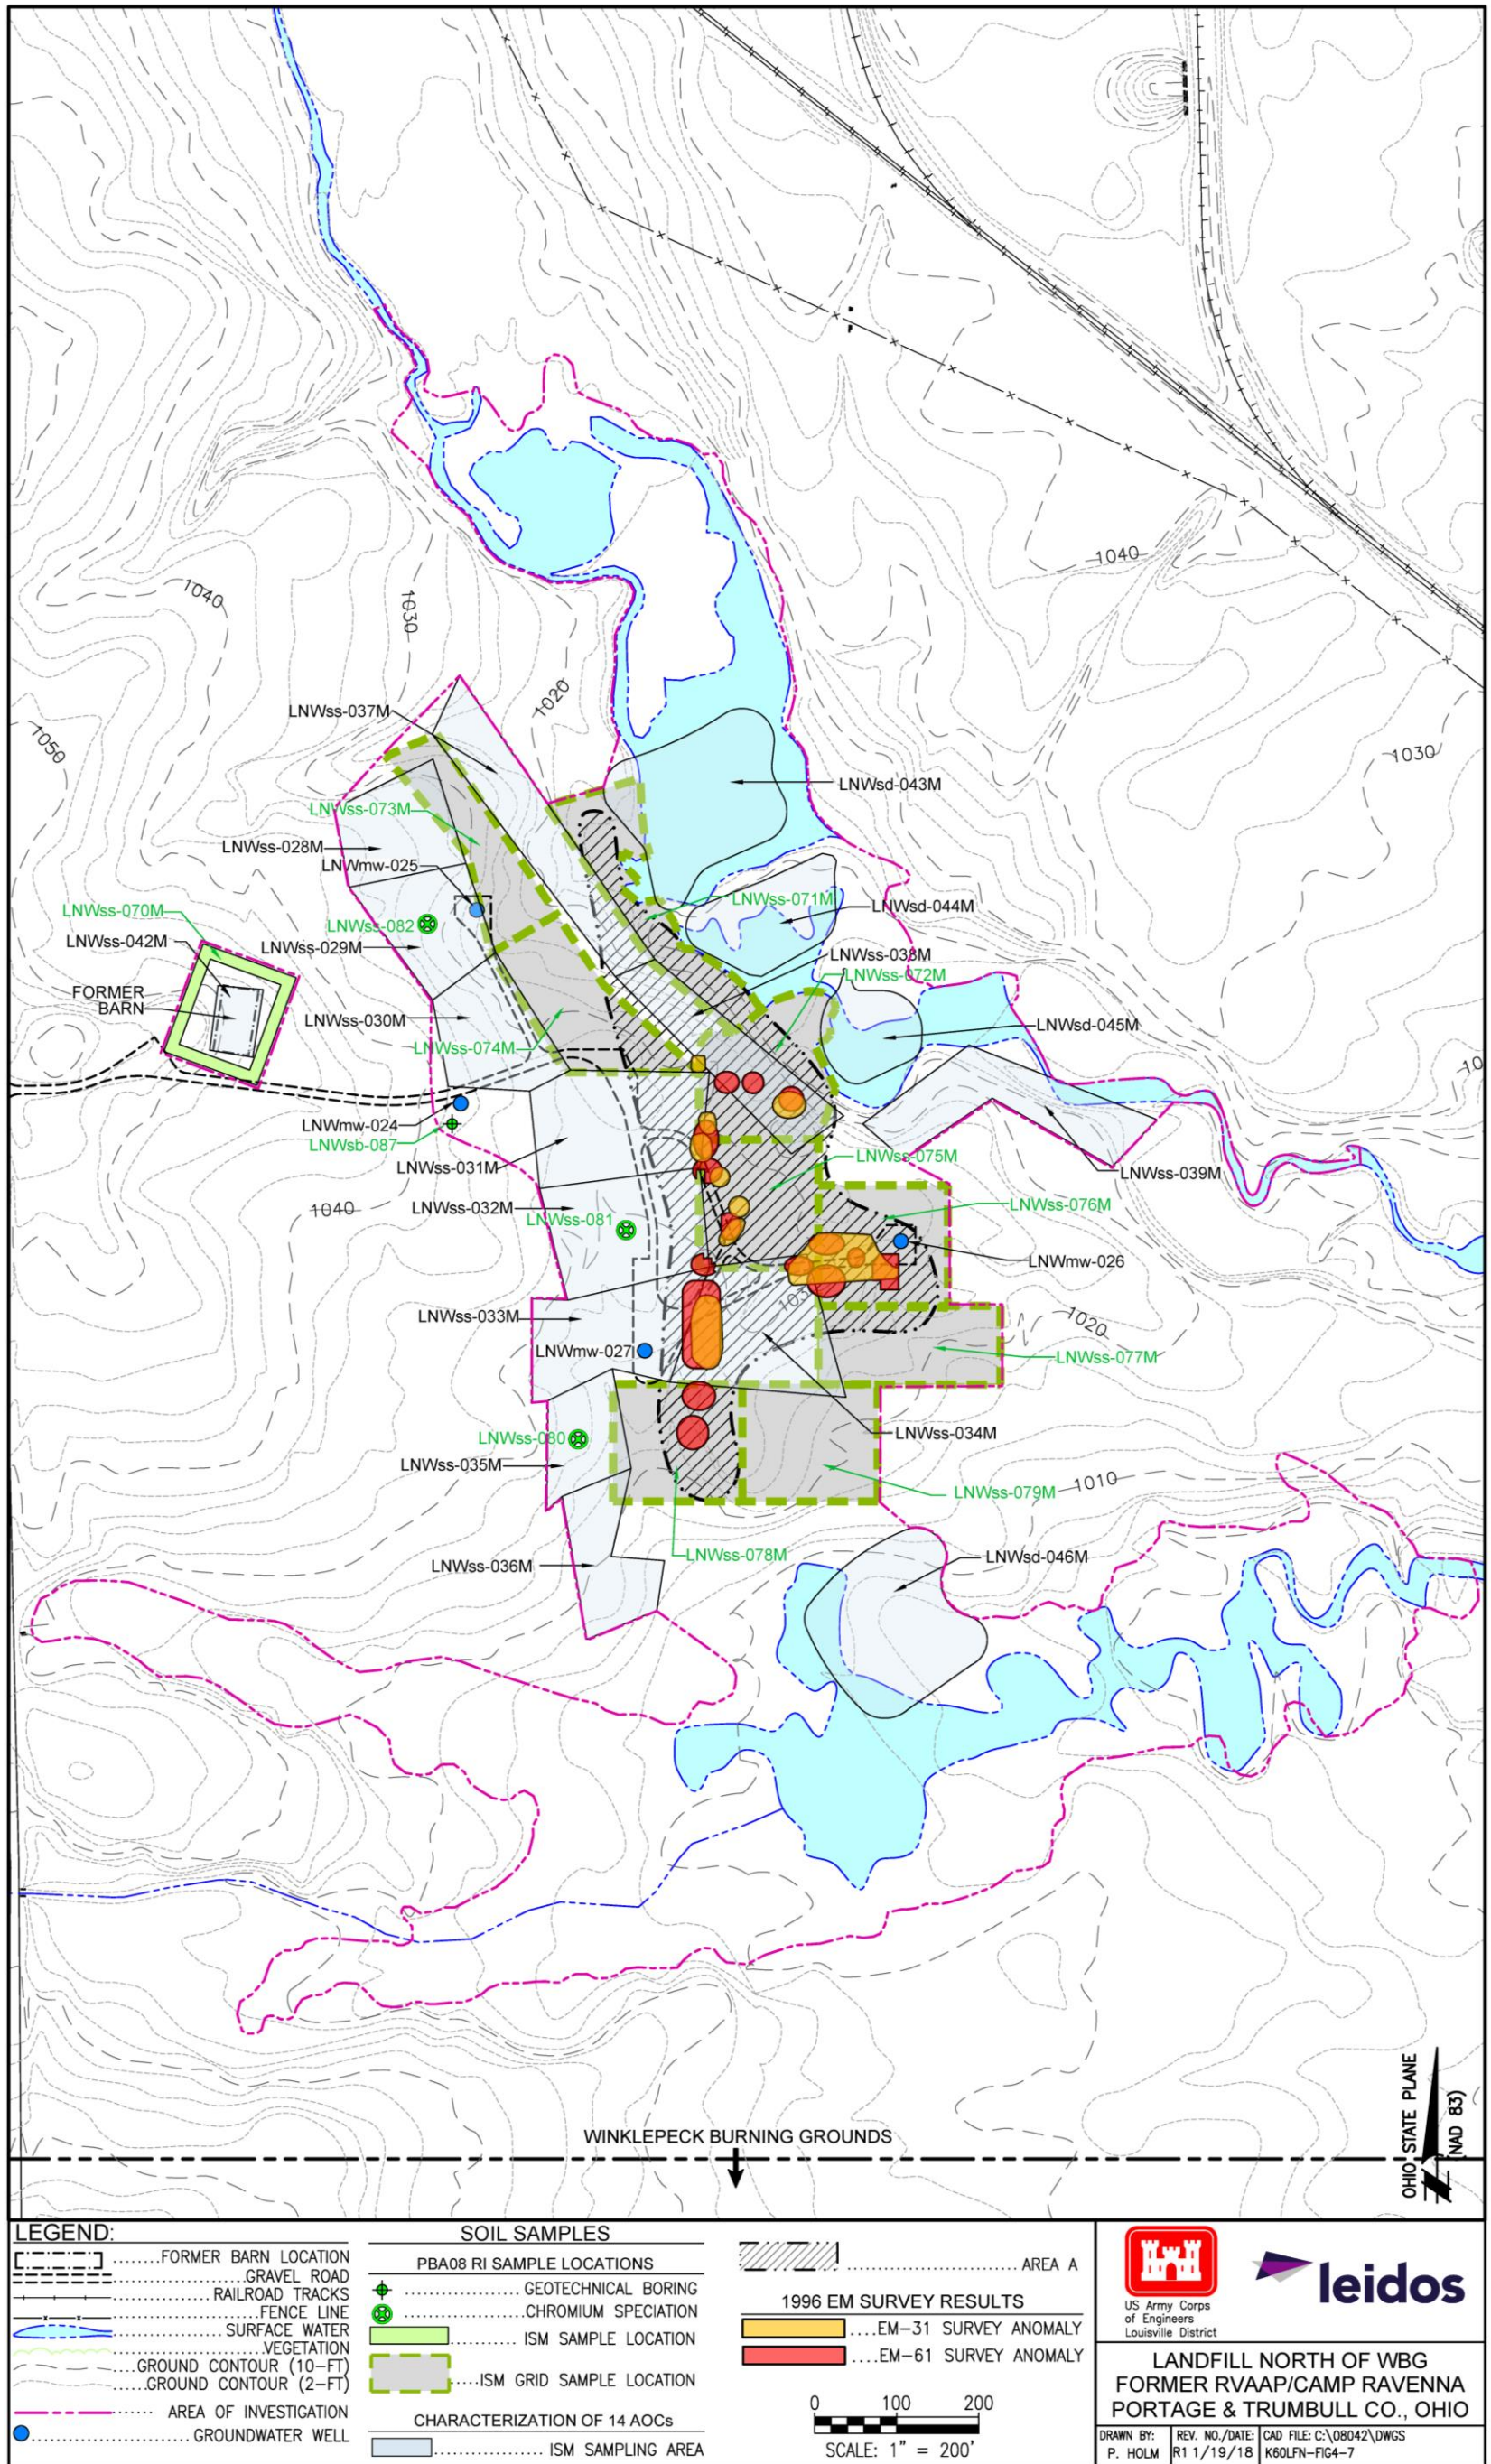 1040
1040
1030
1020
1050
1030
LNWss-037M
LNWsd-043M
LNWss-073M
LNWss-028M
LNWmw-025
LNWss-071M
LNWsd-044M
LNWss-070M
LNWss-082
LNWss-042M
LNWss-029M
LNWss-038M
LNWss-072M
FORMER
BARN
LNWss-030M
LNWsd-045M
LNWss-074M
10
LNWmw-024
LNWsb-087
LNWss-031M
LNWss-075M
LNWss-039M
1040
LNWss-032M
LNWss-081
LNWss-076M
LNWmw-026
103
LNWss-033M
1020
LNWmw-027
LNWss-077M
LNWss-080
LNWss-034M
LNWss-035M
LNWss-079M
1010
LNWss-078M
LNWsd-046M
LNWss-036M
WINKLEPECK BURNING GROUNDS
OHIO STATE PLANE
(NAD 83)
LEGEND:
FORMER BARN LOCATION
GRAVEL ROAD
RAILROAD TRACKS
FENCE LINE
SURFACE WATER
VEGETATION
GROUND CONTOUR (10-FT)
GROUND CONTOUR (2-FT)
AREA OF INVESTIGATION
GROUNDWATER WELL
SOIL SAMPLES
PBA08 RI SAMPLE LOCATIONS
GEOTECHNICAL BORING
CHROMIUM SPECIATION
ISM SAMPLE LOCATION
ISM GRID SAMPLE LOCATION
CHARACTERIZATION OF 14 AOCs
ISM SAMPLING AREA
AREA A
1996 EM SURVEY RESULTS
EM-31 SURVEY ANOMALY
EM-61 SURVEY ANOMALY
0 100 200
SCALE: 1" = 200'
US Army Corps
of Engineers
Louisville District
leidos
LANDFILL NORTH OF WBG
FORMER RVAAP/CAMP RAVENNA
PORTAGE & TRUMBULL CO., OHIO
DRAWN BY:
P. HOLM
REV. NO./DATE:
R1 1/19/18
CAD FILE: C:\08042\DWGS
K60LFN-FIG4-7